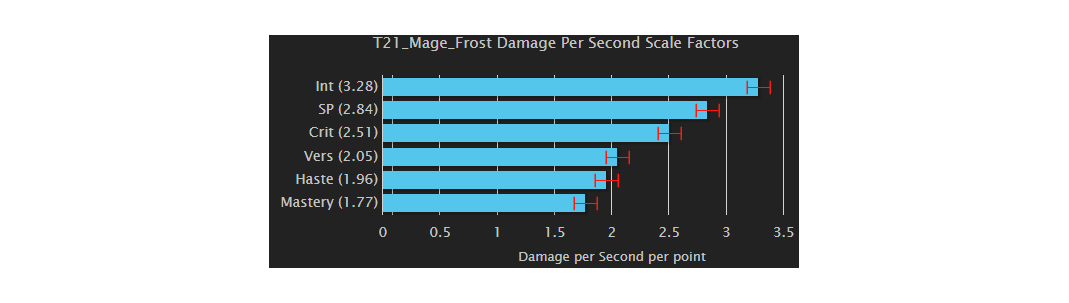 T21_Mage_Frost Damage Per Second Scale Factors
Int (3.28)
SP (2.84)
Crit (2.51)
Vers (2.05)
Haste (1.96)
Mastery (1.77)
0 0.5 1 1.5 2 2.5 3 3.5
Damage per Second per point